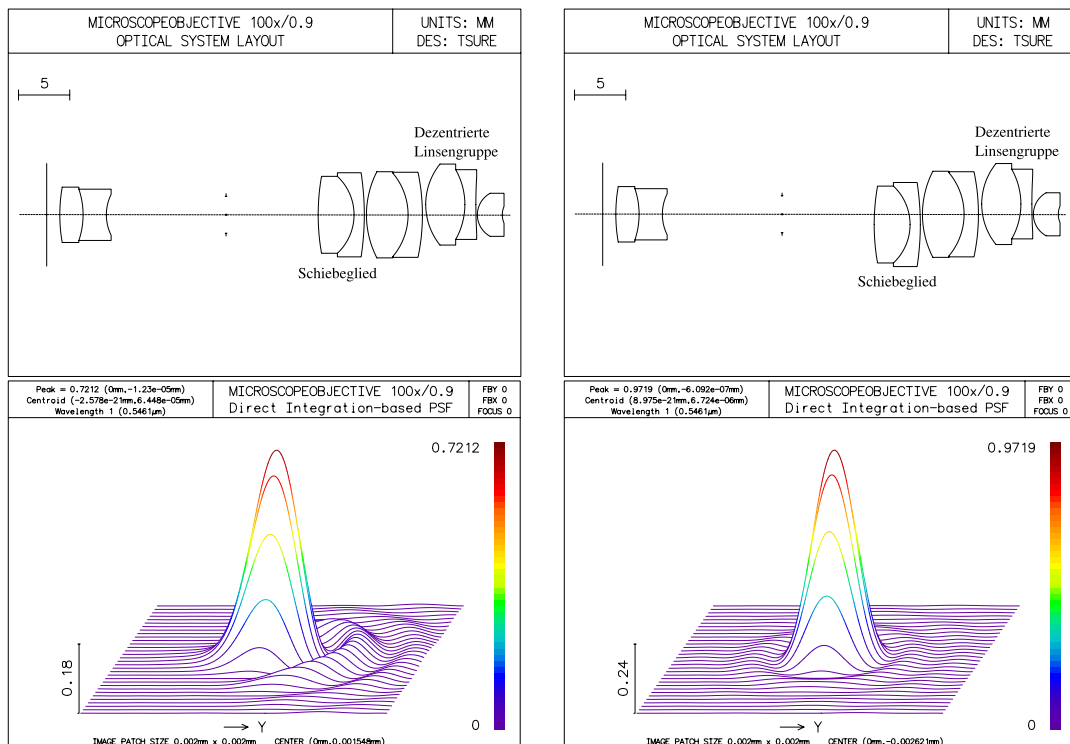 MICROSCOPEOBJECTIVE 100x/0.9
OPTICAL SYSTEM LAYOUT
UNITS: MM
DES: TSURE
5
Dezentrierte
Linsengruppe
Schiebeglied
Peak = 0.7212 (0mm,-1.23e-05mm)
Centroid (-2.578e-21mm,6.448e-05mm)
Wavelength 1 (0.5461µm)
MICROSCOPEOBJECTIVE 100x/0.9
Direct Integration-based PSF
FBY 0
FBX 0
FOCUS 0
0.7212
0.18
0
Y
IMAGE PATCH SIZE 0.002mm x 0.002mm CENTER (0mm,0.001548mm)
MICROSCOPEOBJECTIVE 100x/0.9
OPTICAL SYSTEM LAYOUT
UNITS: MM
DES: TSURE
5
Dezentrierte
Linsengruppe
Schiebeglied
Peak = 0.9719 (0mm,-6.092e-07mm)
Centroid (8.975e-21mm,6.724e-06mm)
Wavelength 1 (0.5461µm)
MICROSCOPEOBJECTIVE 100x/0.9
Direct Integration-based PSF
FBY 0
FBX 0
FOCUS 0
0.9719
0.24
0
Y
IMAGE PATCH SIZE 0.002mm x 0.002mm CENTER (0mm,-0.002621mm)